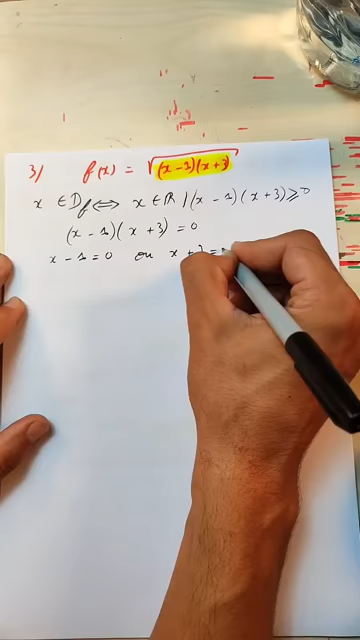 3/ f(x) = √(x-1)(x+3)
x ∈ Df ⟺ x ∈ ℝ / (x-1)(x+3) ⩾ 0
(x-1)(x+3) = 0
x-1=0 ou x+3=